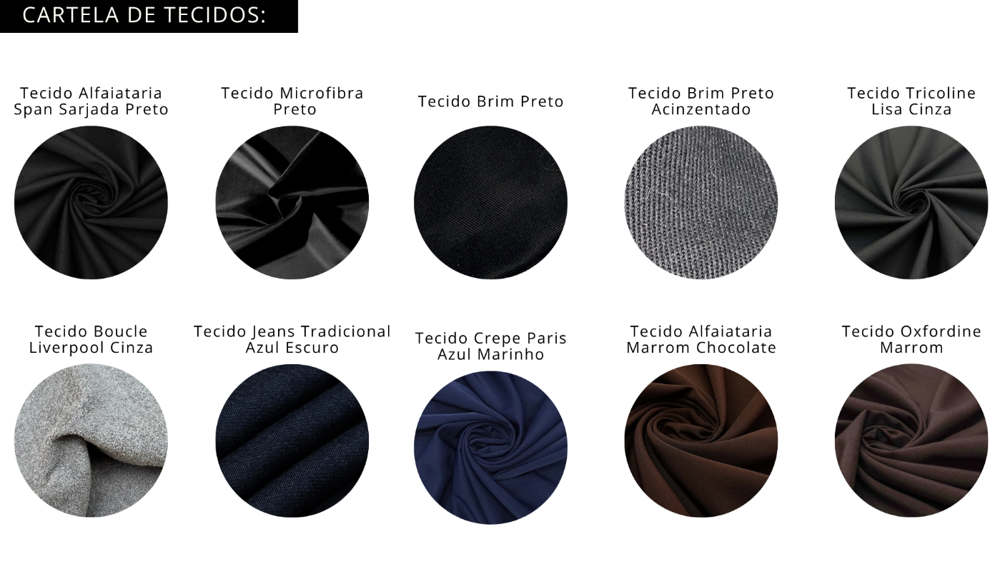 CARTELA DE TECIDOS:
Tecido Alfaiataria
Span Sarjada Preto
Tecido Microfibra
Preto
Tecido Brim Preto
Tecido Brim Preto
Acinzentado
Tecido Tricoline
Lisa Cinza
Tecido Boucle
Liverpool Cinza
Tecido Jeans Tradicional
Azul Escuro
Tecido Crepe Paris
Azul Marinho
Tecido Alfaiataria
Marrom Chocolate
Tecido Oxfordine
Marrom